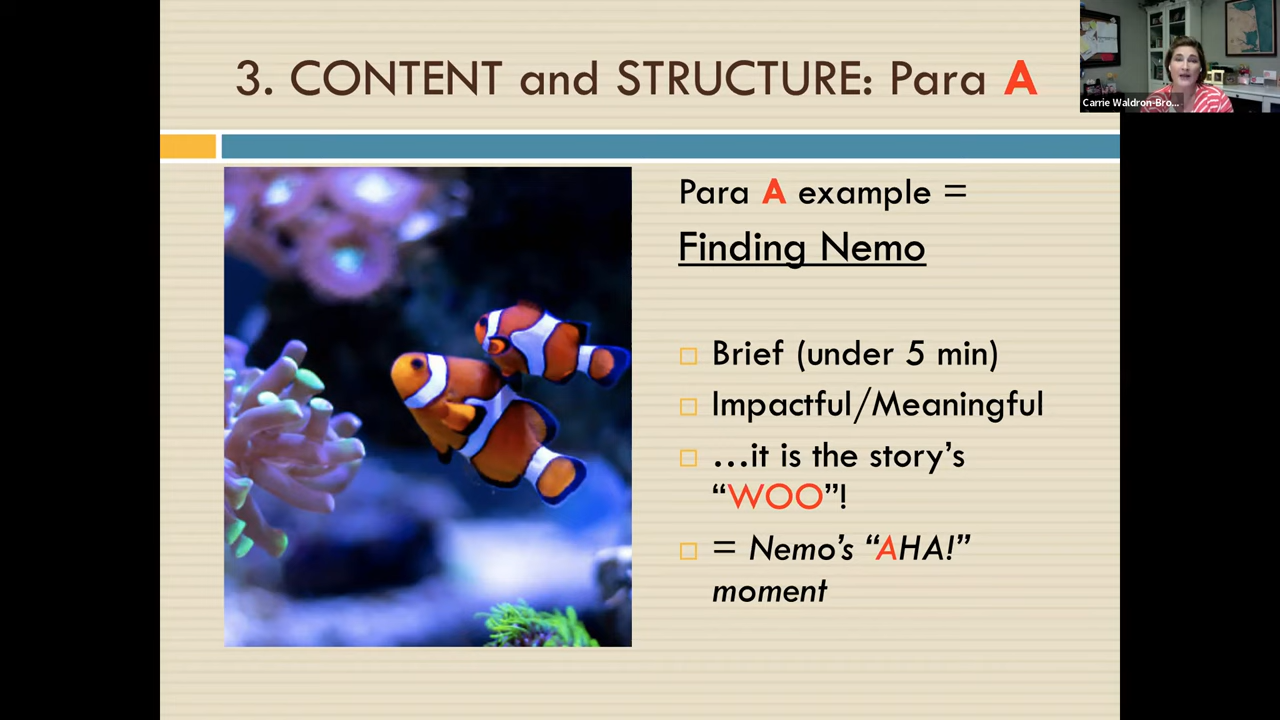 3. CONTENT and STRUCTURE: Para A
Carrie Waldron-Bro...
Para A example =
Finding Nemo
Brief (under 5 min)
Impactful/Meaningful
…it is the story’s
“WOO”!
= Nemo’s “AHA!”
moment